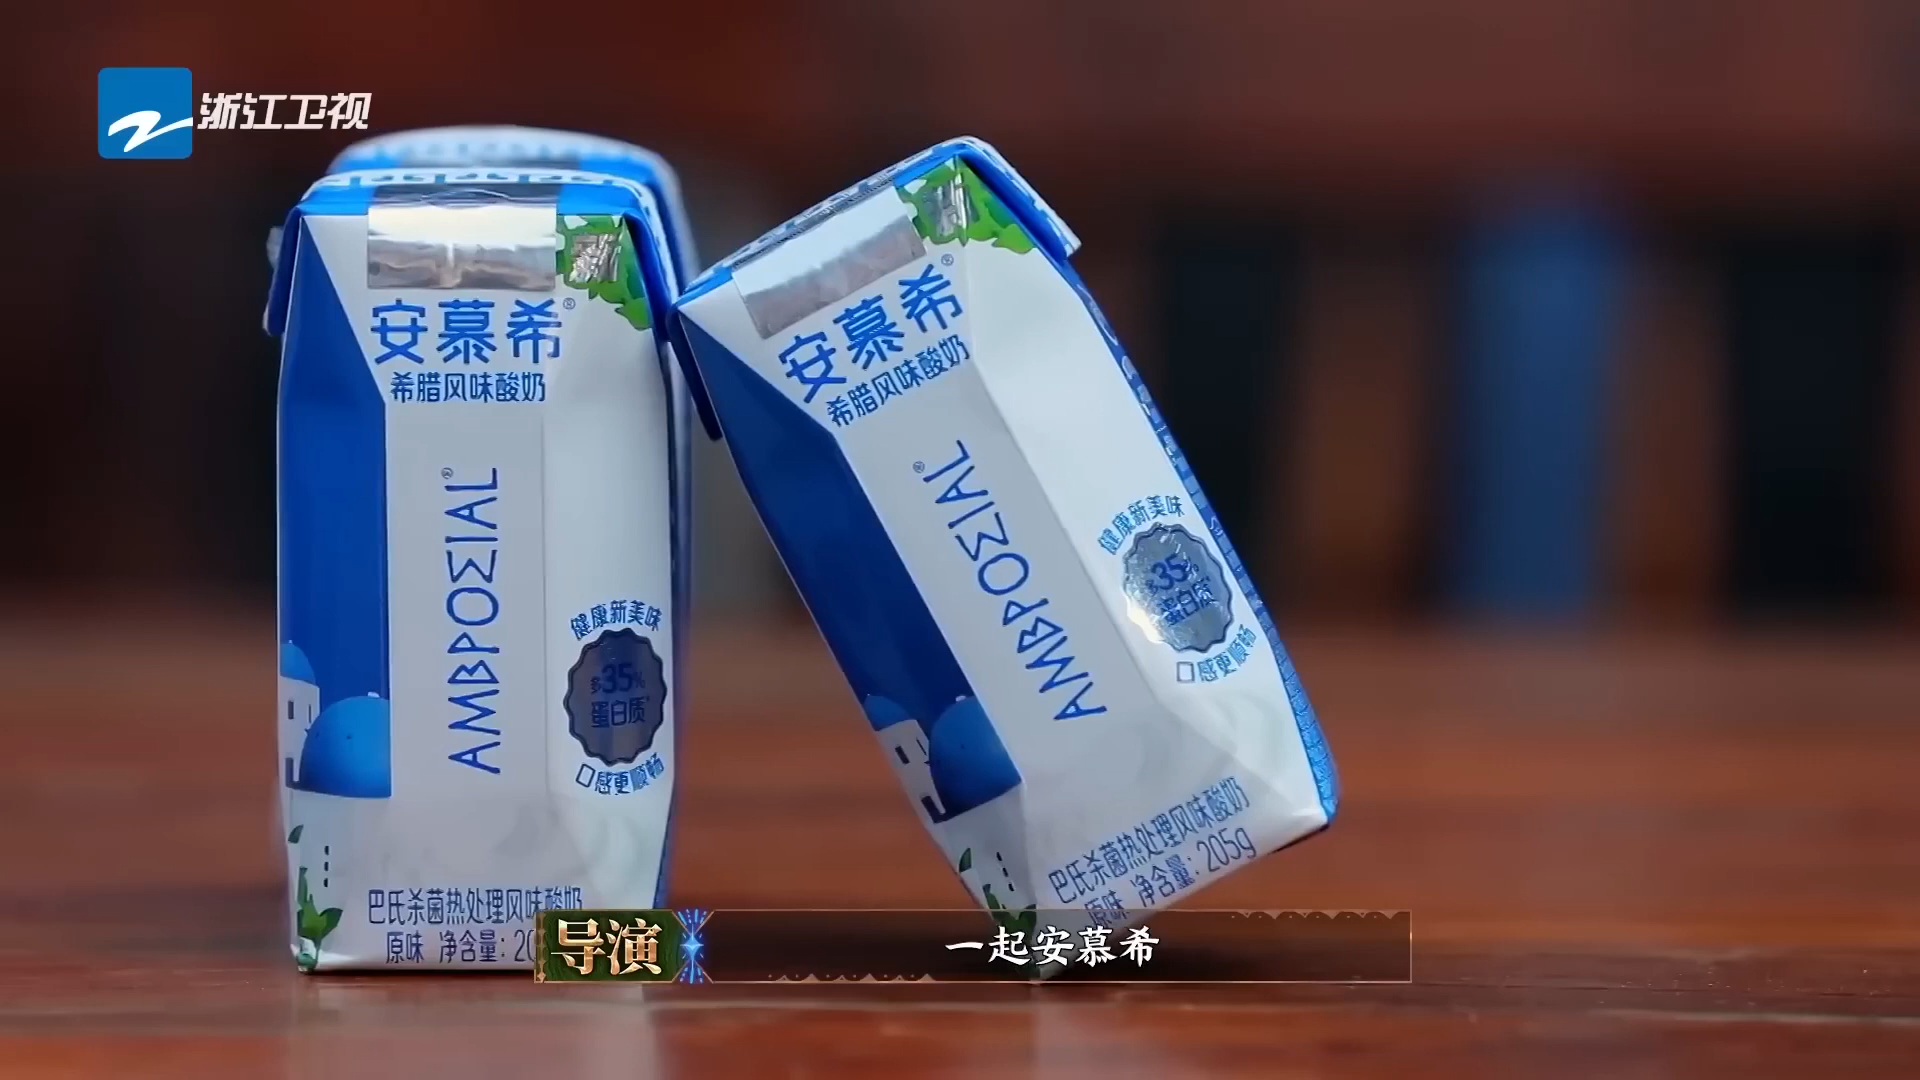 浙江卫视
安慕希®
希腊风味酸奶
AMBPOΣIAL®
健康新美味
多35%
蛋白质*
口感更顺畅
巴氏杀菌热处理风味酸奶
原味 净含量: 20
安慕希®
希腊风味酸奶
AMBPOΣIAL®
健康新美味
多35%
蛋白质*
口感更顺畅
巴氏杀菌热处理风味酸奶
原味 净含量: 205g
导演
一起安慕希